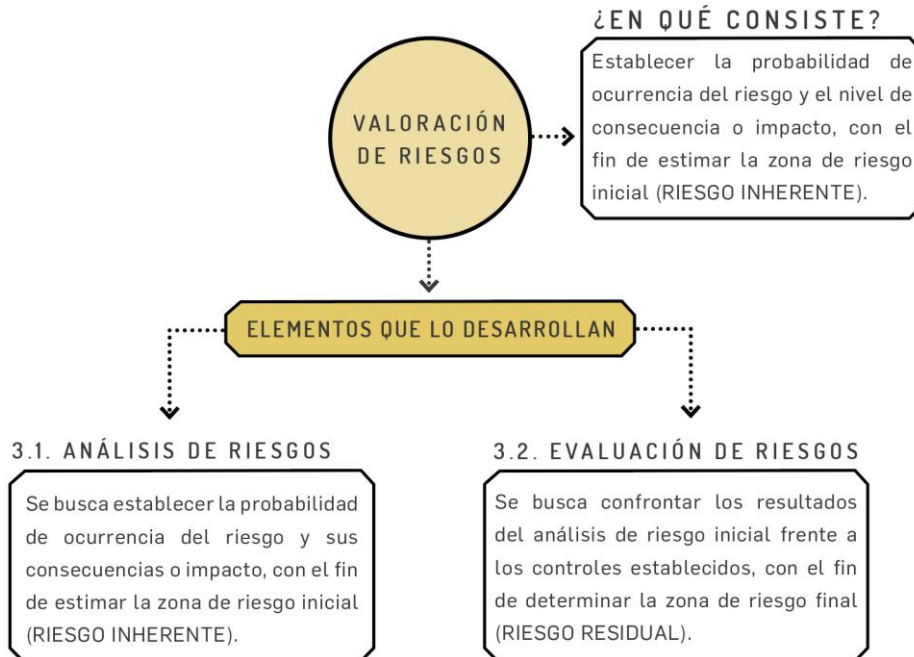 ¿EN QUÉ CONSISTE?
Establecer la probabilidad de
ocurrencia del riesgo y el nivel de
consecuencia o impacto, con el
fin de estimar la zona de riesgo
inicial (RIESGO INHERENTE).
VALORACIÓN
DE RIESGOS
ELEMENTOS QUE LO DESARROLLAN
3.1. ANÁLISIS DE RIESGOS
Se busca establecer la probabilidad
de ocurrencia del riesgo y sus
consecuencias o impacto, con el fin
de estimar la zona de riesgo inicial
(RIESGO INHERENTE).
3.2. EVALUACIÓN DE RIESGOS
Se busca confrontar los resultados
del análisis de riesgo inicial frente a
los controles establecidos, con el fin
de determinar la zona de riesgo final
(RIESGO RESIDUAL).